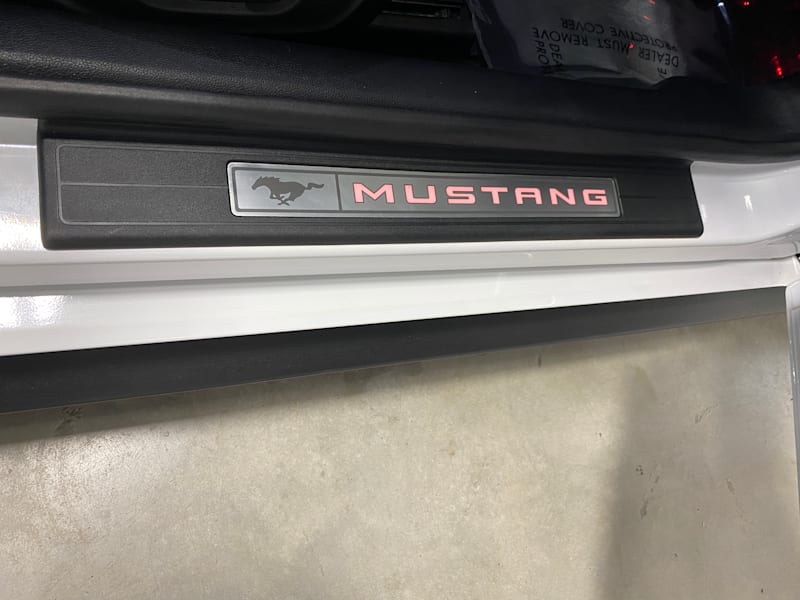 DEALER MUST REMOVE
PROTECTIVE COVER
MUSTANG